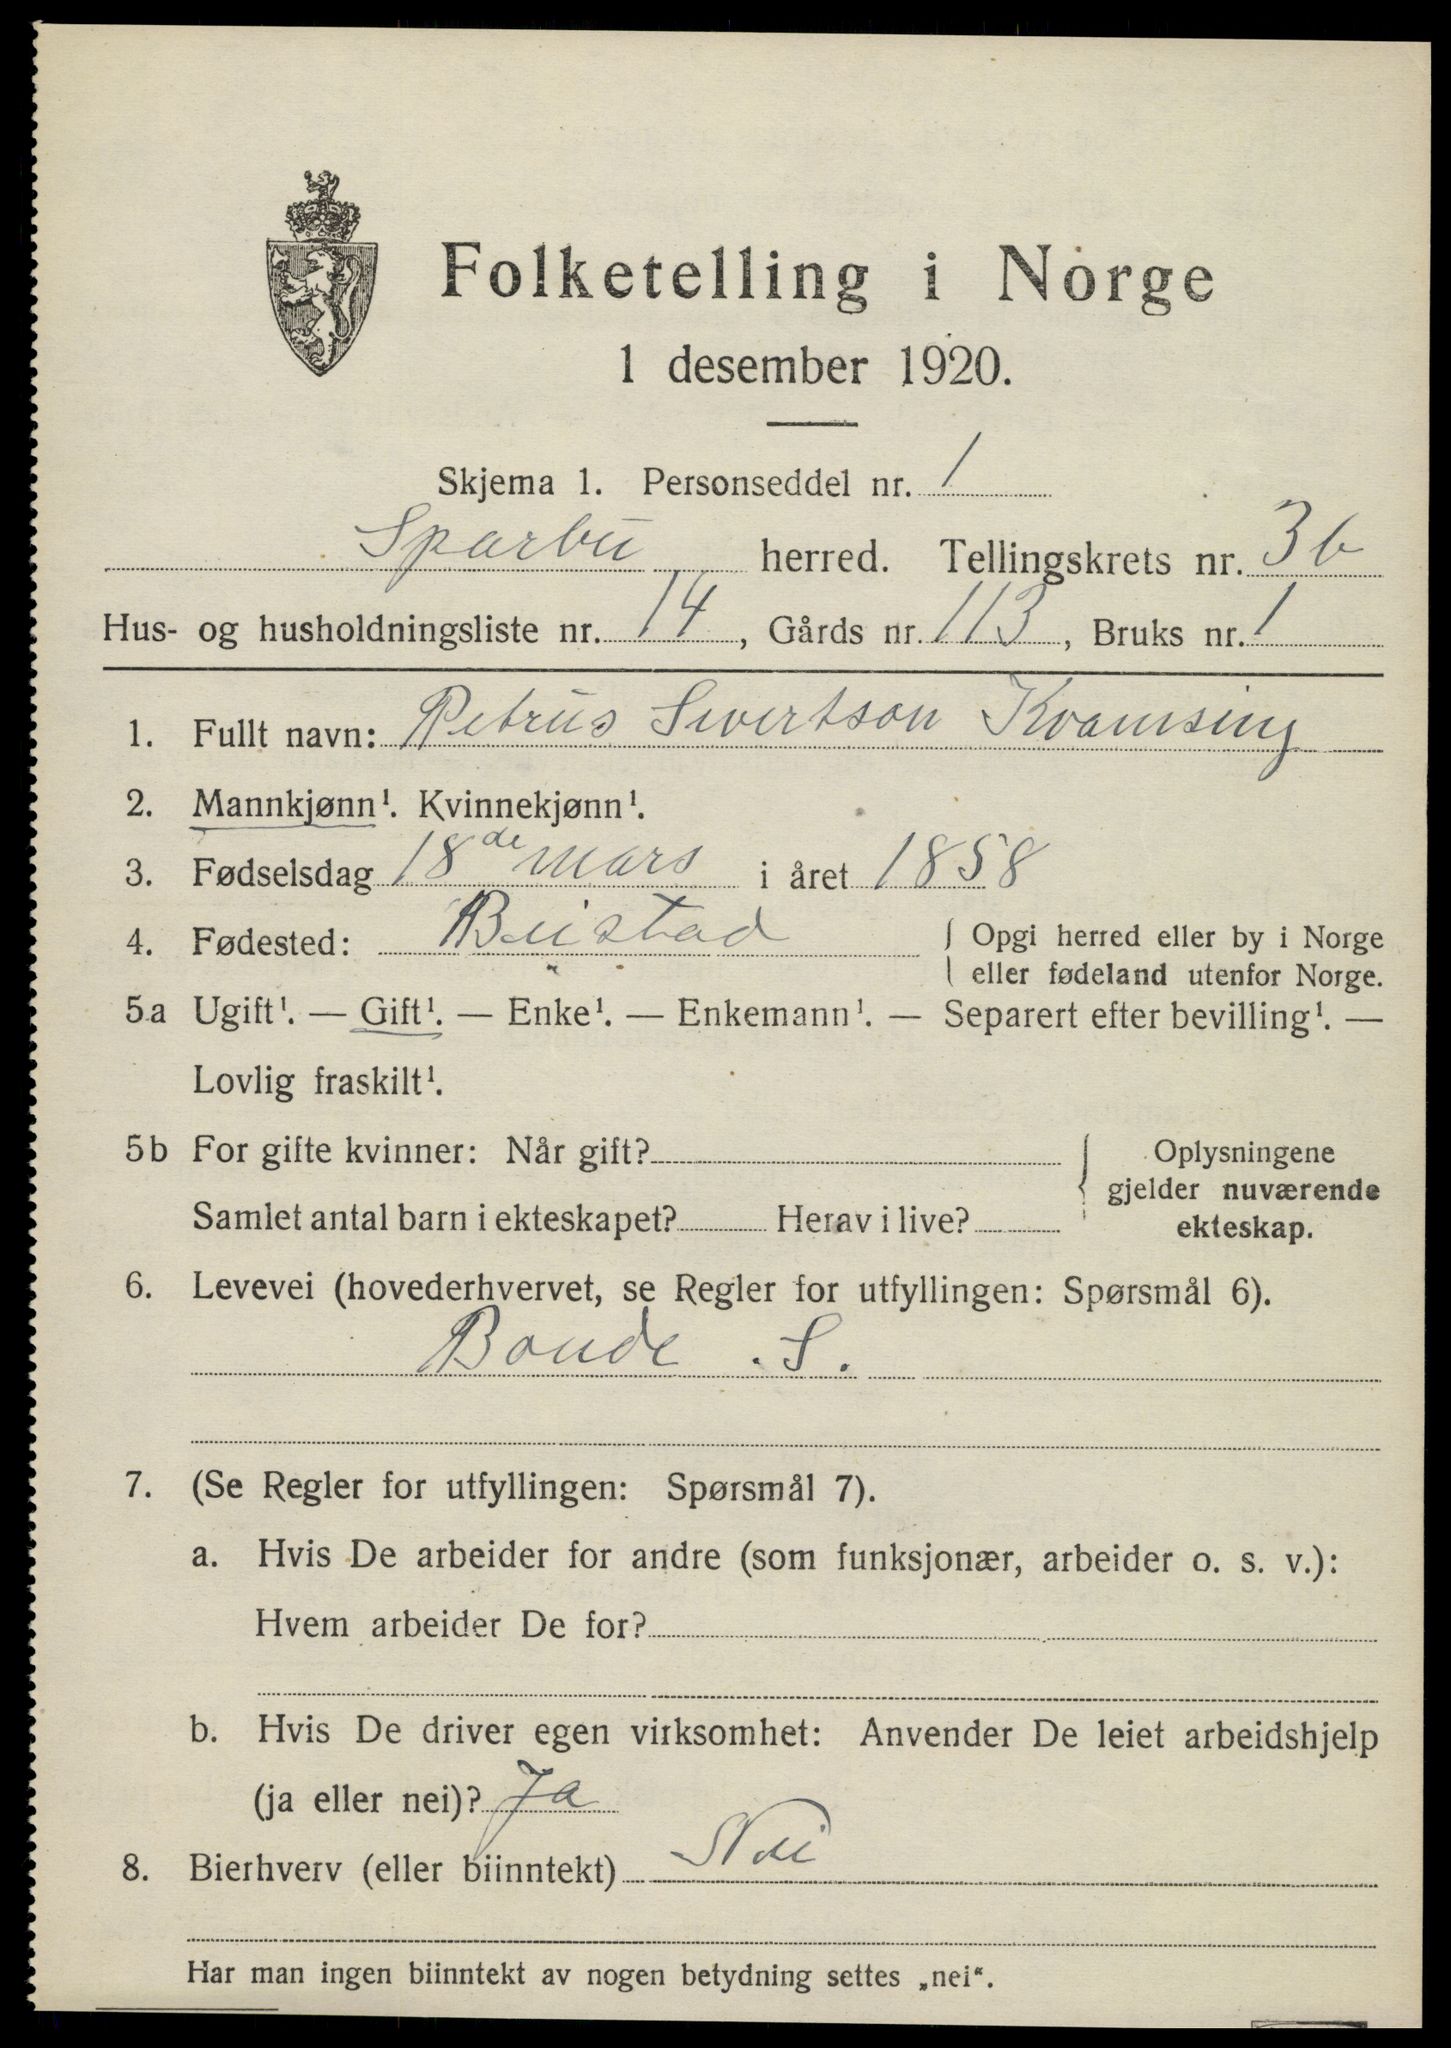 Folketelling i Norge
1 desember 1920.
Skjema 1. Personseddel nr. 1
Sparbu herred. Tellingskrets nr. 3b
Hus- og husholdningsliste nr. 14, Gårds nr. 113, Bruks nr. 1
1. Fullt navn: Petrus Sivertson Kvamsing
2. Mannkjønn¹. Kvinnekjønn¹.
3. Fødselsdag 18de mars i året 1858
4. Fødested: Beistad { Opgi herred eller by i Norge
eller fødeland utenfor Norge.
5a Ugift¹. — Gift¹. — Enke¹. — Enkemann¹. — Separert efter bevilling¹. —
Lovlig fraskilt¹.
5b For gifte kvinner: Når gift? { Oplysningene
gjelder nuværende
Samlet antal barn i ekteskapet? Herav i live?
ekteskap.
6. Levevei (hovederhvervet, se Regler for utfyllingen: Spørsmål 6).
Bonde .S.
7. (Se Regler for utfyllingen: Spørsmål 7).
a. Hvis De arbeider for andre (som funksjonær, arbeider o. s. v.):
Hvem arbeider De for?
b. Hvis De driver egen virksomhet: Anvender De leiet arbeidshjelp
(ja eller nei)? Ja
8. Bierhverv (eller biinntekt) Nei
Har man ingen biinntekt av nogen betydning settes „nei“.